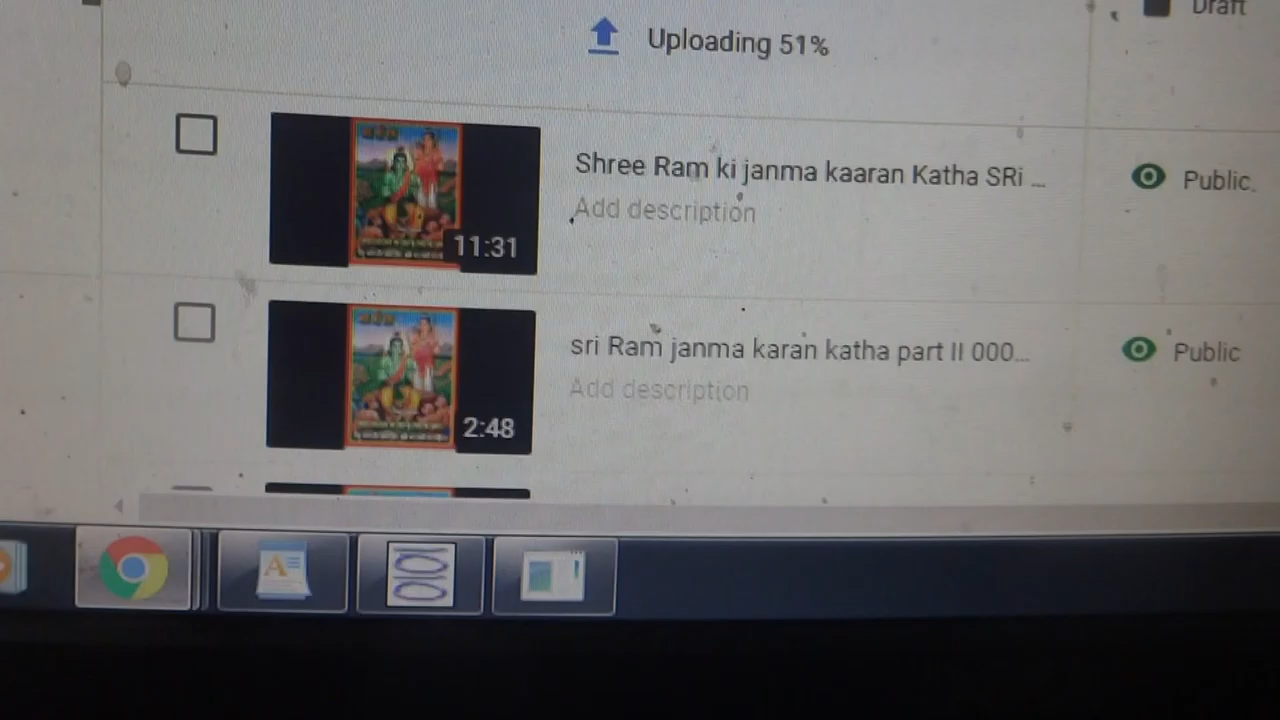 Draft
Uploading 51%
Shree Ram ki janma kaaran Katha SRi ...
Public
Add description
11:31
sri Ram janma karan katha part II 000...
Public
Add description
2:48